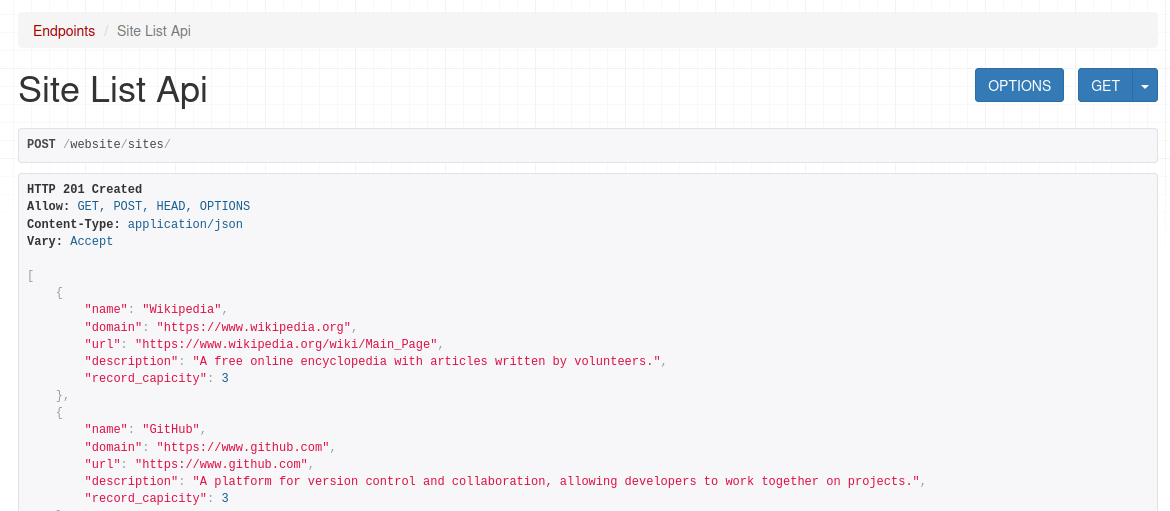 Endpoints / Site List Api
Site List Api
OPTIONS
GET
POST /website/sites/
HTTP 201 Created
Allow: GET, POST, HEAD, OPTIONS
Content-Type: application/json
Vary: Accept
[
    {
        "name": "Wikipedia",
        "domain": "https://www.wikipedia.org",
        "url": "https://www.wikipedia.org/wiki/Main_Page",
        "description": "A free online encyclopedia with articles written by volunteers.",
        "record_capicity": 3
    },
    {
        "name": "GitHub",
        "domain": "https://www.github.com",
        "url": "https://www.github.com",
        "description": "A platform for version control and collaboration, allowing developers to work together on projects.",
        "record_capicity": 3